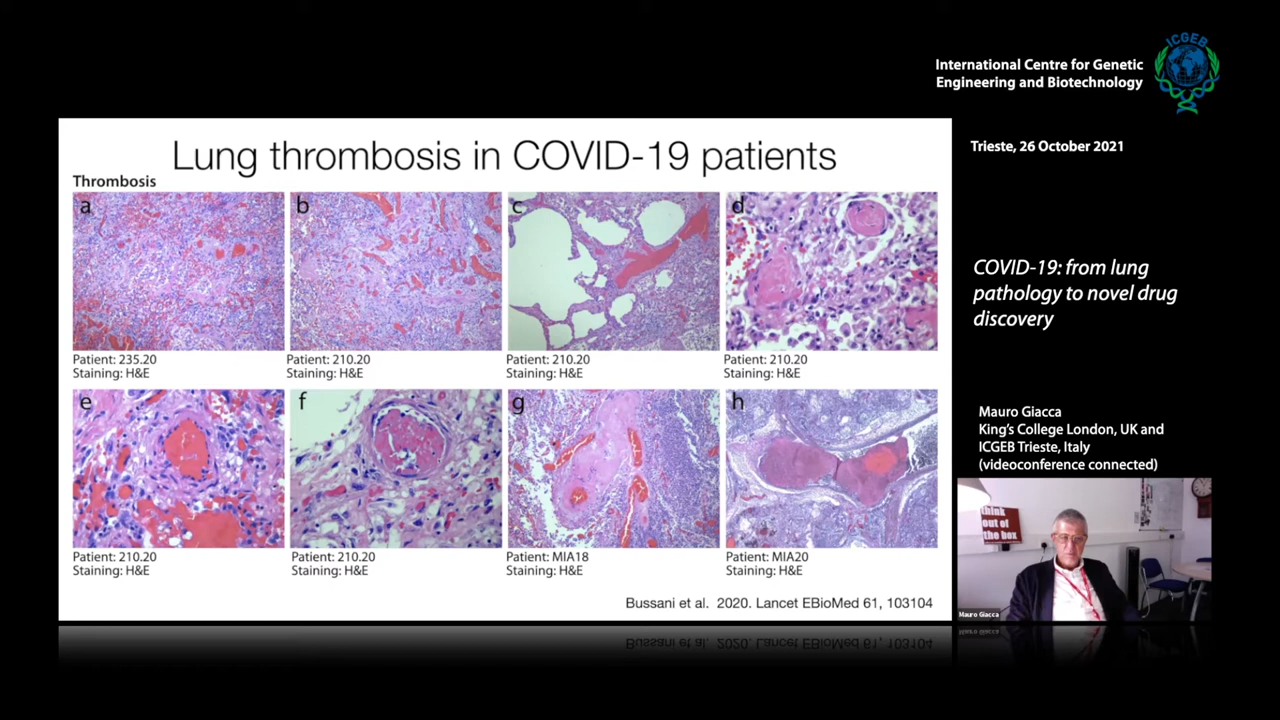 ICGEB
International Centre for Genetic
Engineering and Biotechnology
Trieste, 26 October 2021
Lung thrombosis in COVID-19 patients
Thrombosis
a
b
c
d
Patient: 235.20
Staining: H&E
Patient: 210.20
Staining: H&E
Patient: 210.20
Staining: H&E
Patient: 210.20
Staining: H&E
e
f
g
h
Patient: 210.20
Staining: H&E
Patient: 210.20
Staining: H&E
Patient: MIA18
Staining: H&E
Patient: MIA20
Staining: H&E
Bussani et al. 2020. Lancet EBioMed 61, 103104
COVID-19: from lung
pathology to novel drug
discovery
Mauro Giacca
King's College London, UK and
ICGEB Trieste, Italy
(videoconference connected)
think
out of
the box
Mauro Giacca